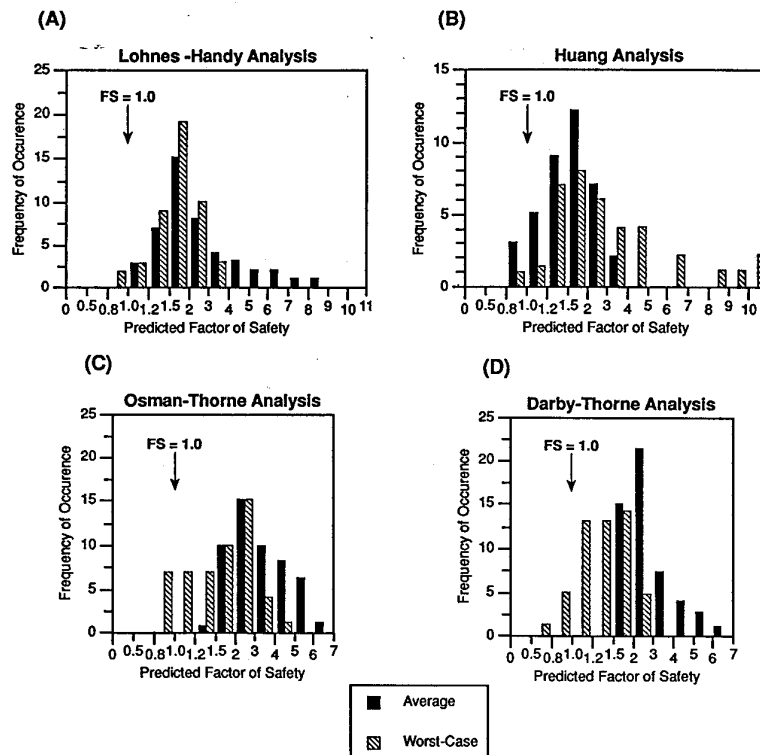 (A)
Lohnes -Handy Analysis
25
20
15
10
5
0
FS = 1.0
Frequency of Occurence
0 0.5 0.8 1.0 1.2 1.5 2 3 4 5 6 7 8 9 10 11
Predicted Factor of Safety
(B)
Huang Analysis
15
10
5
0
FS = 1.0
Frequency of Occurence
0 0.5 0.8 1.0 1.2 1.5 2 3 4 5 6 7 8 9 10
Predicted Factor of Safety
(C)
Osman-Thorne Analysis
25
20
15
10
5
0
FS = 1.0
Frequency of Occurence
0 0.5 0.8 1.0 1.2 1.5 2 3 4 5 6 7
Predicted Factor of Safety
(D)
Darby-Thorne Analysis
25
20
15
10
5
0
FS = 1.0
Frequency of Occurence
0 0.5 0.8 1.0 1.2 1.5 2 3 4 5 6 7
Predicted Factor of Safety
Average
Worst-Case